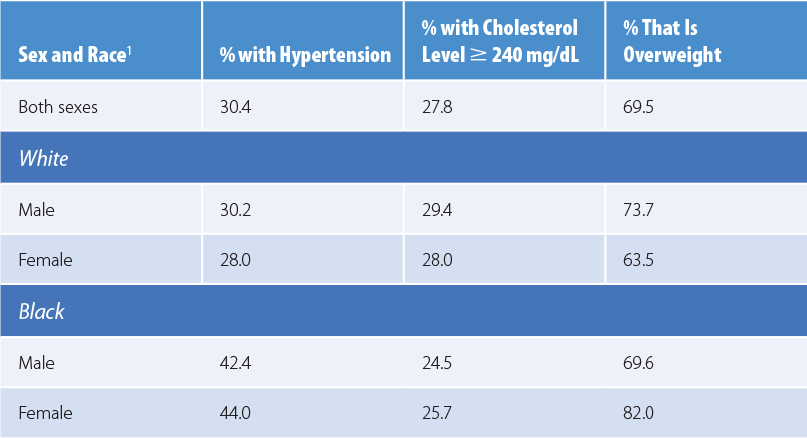 Sex and Race¹ % with Hypertension % with Cholesterol Level ≥ 240 mg/dL % That Is Overweight
Both sexes 30.4 27.8 69.5
White
Male 30.2 29.4 73.7
Female 28.0 28.0 63.5
Black
Male 42.4 24.5 69.6
Female 44.0 25.7 82.0